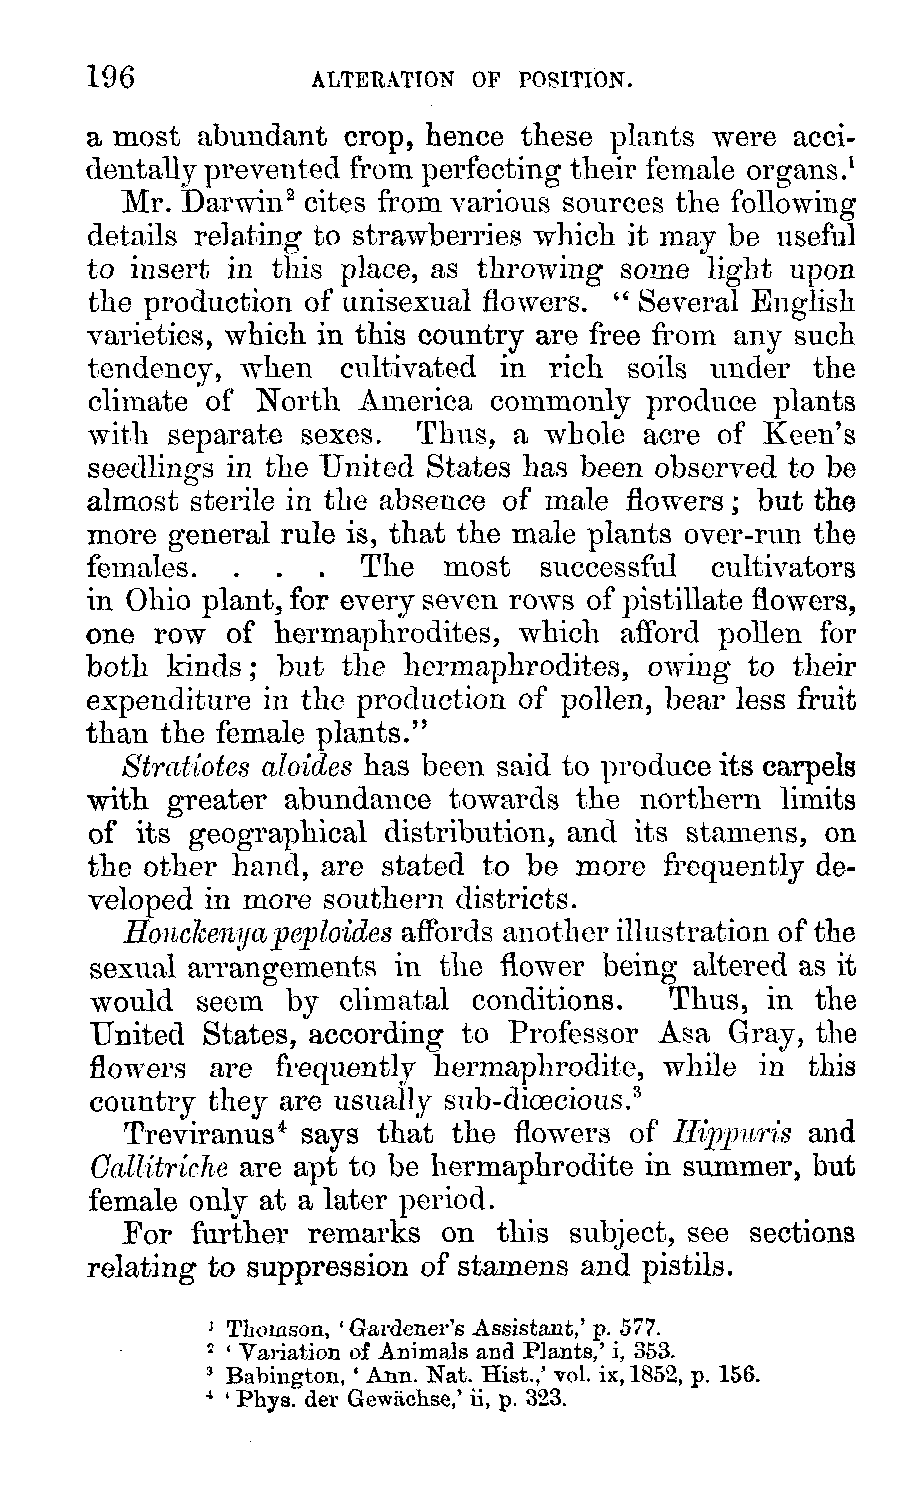 196 ALTERATION OF POSITION.
a most abundant crop, hence these plants were acci-
dentally prevented from perfecting their female organs.¹
Mr. Darwin² cites from various sources the following
details relating to strawberries which it may be useful
to insert in this place, as throwing some light upon
the production of unisexual flowers. “ Several English
varieties, which in this country are free from any such
tendency, when cultivated in rich soils under the
climate of North America commonly produce plants
with separate sexes. Thus, a whole acre of Keen’s
seedlings in the United States has been observed to be
almost sterile in the absence of male flowers; but the
more general rule is, that the male plants over-run the
females. . . . The most successful cultivators
in Ohio plant, for every seven rows of pistillate flowers,
one row of hermaphrodites, which afford pollen for
both kinds; but the hermaphrodites, owing to their
expenditure in the production of pollen, bear less fruit
than the female plants.”
Stratiotes aloides has been said to produce its carpels
with greater abundance towards the northern limits
of its geographical distribution, and its stamens, on
the other hand, are stated to be more frequently de-
veloped in more southern districts.
Honckenya peploides affords another illustration of the
sexual arrangements in the flower being altered as it
would seem by climatal conditions. Thus, in the
United States, according to Professor Asa Gray, the
flowers are frequently hermaphrodite, while in this
country they are usually sub-diœcious.³
Treviranus⁴ says that the flowers of Hippuris and
Callitriche are apt to be hermaphrodite in summer, but
female only at a later period.
For further remarks on this subject, see sections
relating to suppression of stamens and pistils.
¹ Thomson, ‘Gardener’s Assistant,’ p. 577.
² ‘Variation of Animals and Plants,’ i, 353.
³ Babington, ‘Ann. Nat. Hist.,’ vol. ix, 1852, p. 156.
⁴ ‘Phys. der Gewächse,’ ii, p. 323.